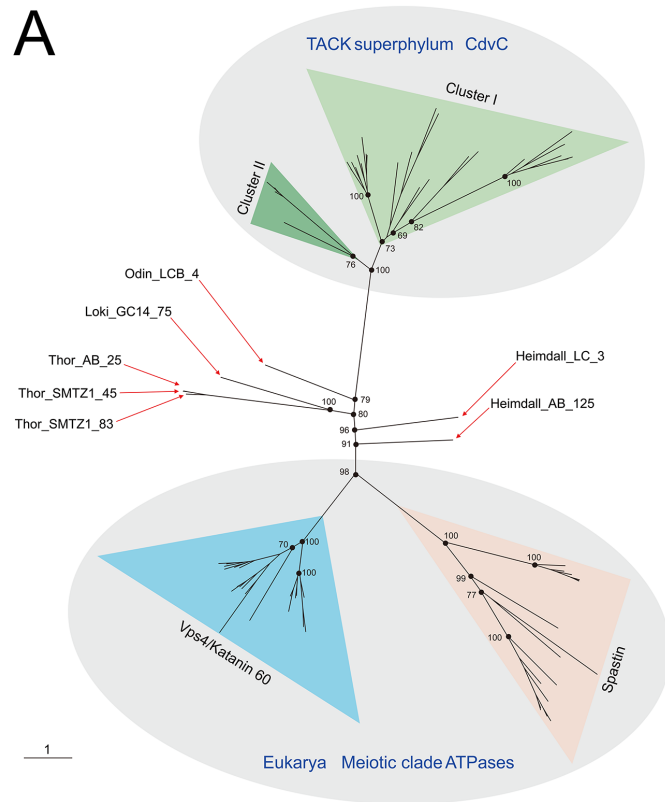 A
TACK superphylum CdvC
Cluster I
Cluster II
100
100
82
69
73
76
100
Odin_LCB_4
Loki_GC14_75
Thor_AB_25
Thor_SMTZ1_45
Thor_SMTZ1_83
Heimdall_LC_3
Heimdall_AB_125
79
100
80
96
91
98
70
100
100
Vps4/Katanin 60
100
100
99
77
100
Spastin
1
Eukarya Meiotic clade ATPases